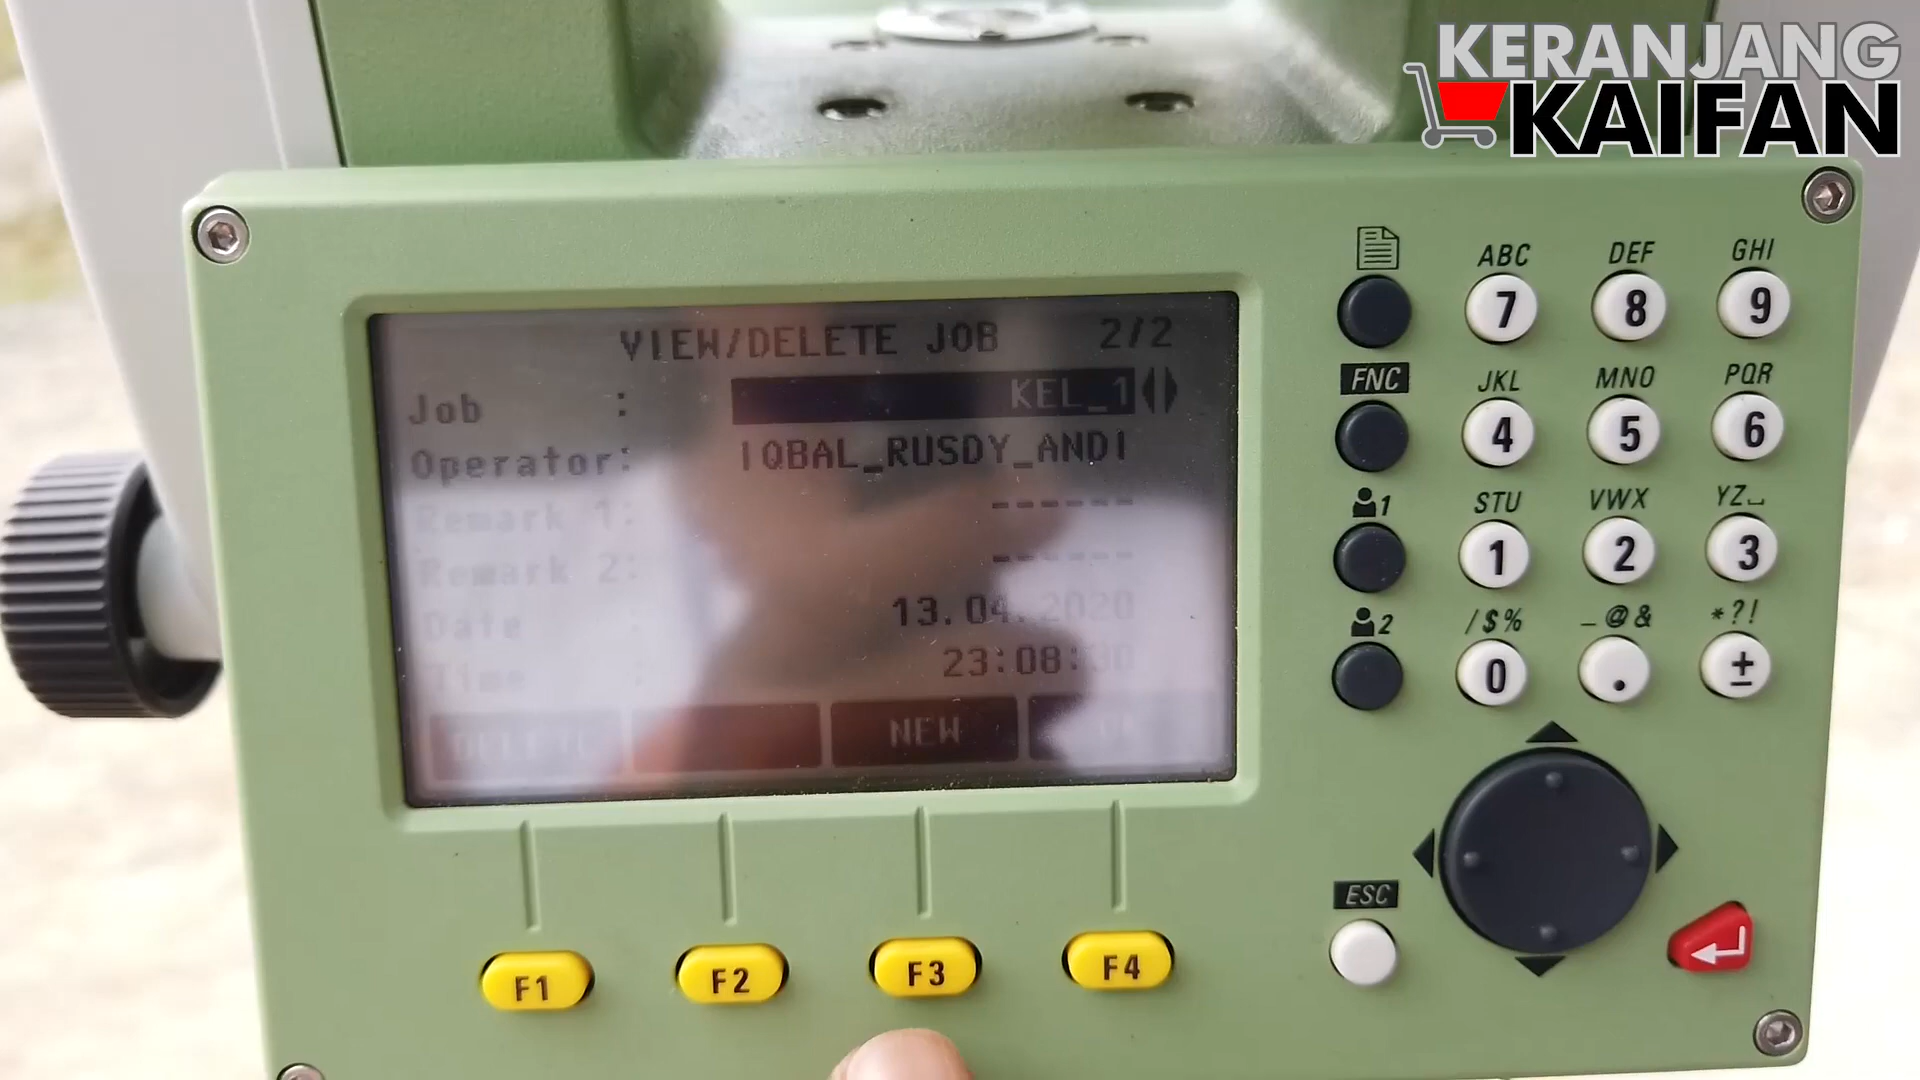 KERANJANG
KAIFAN
VIEW/DELETE JOB 2/2
Job : KEL_1
Operator: IQBAL_RUSDY_ANDI
Remark 1: ------
Remark 2: ------
Date : 13.04.2020
Time : 23:08:
DELETE NEW
F1 F2 F3 F4
ABC DEF GHI
7 8 9
FNC JKL MNO PQR
4 5 6
1 STU VWX YZ
1 2 3
2 /$% _@& *?!
0 . ±
ESC